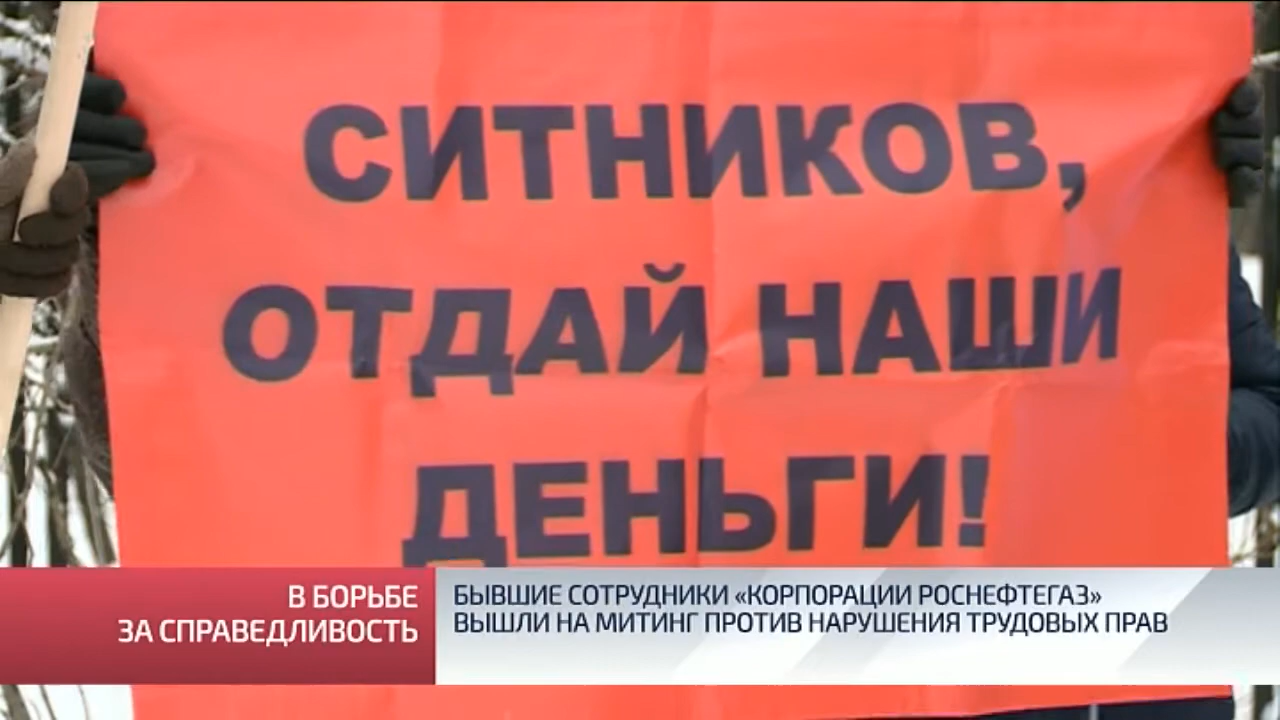 СИТНИКОВ,
ОТДАЙ НАШИ
ДЕНЬГИ!
В БОРЬБЕ
ЗА СПРАВЕДЛИВОСТЬ
БЫВШИЕ СОТРУДНИКИ «КОРПОРАЦИИ РОСНЕФТЕГАЗ»
ВЫШЛИ НА МИТИНГ ПРОТИВ НАРУШЕНИЯ ТРУДОВЫХ ПРАВ